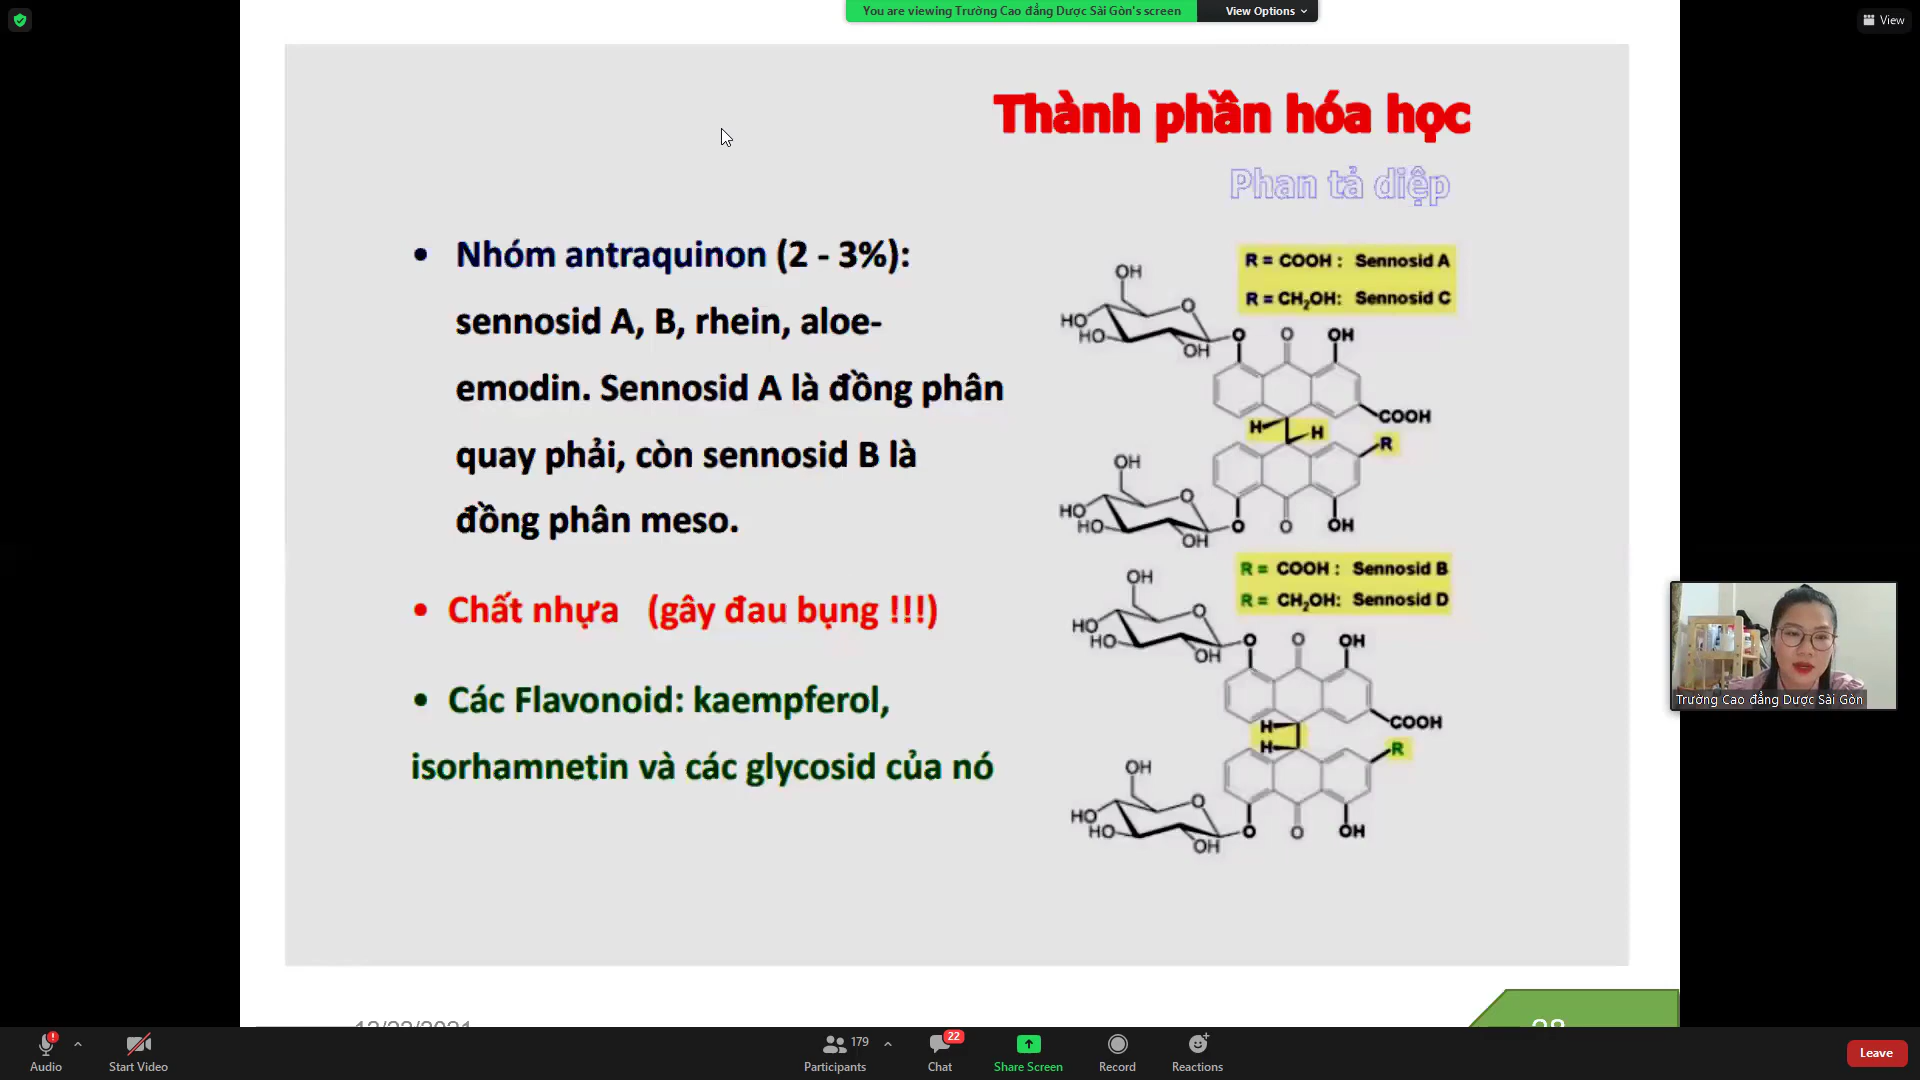 You are viewing Trường Cao đẳng Dược Sài Gòn's screen
View Options
View
Thành phần hóa học
Phan tả diệp
• Nhóm antraquinon (2 - 3%):
sennosid A, B, rhein, aloe-
emodin. Sennosid A là đồng phân
quay phải, còn sennosid B là
đồng phân meso.
• Chất nhựa (gây đau bụng !!!)
• Các Flavonoid: kaempferol,
isorhamnetin và các glycosid của nó
R = COOH : Sennosid A
R = CH2OH: Sennosid C
OH
HO
HO
OH
O
O
O
OH
COOH
H
H
R
OH
HO
HO
OH
O
O
O
OH
R = COOH : Sennosid B
R = CH2OH: Sennosid D
OH
HO
HO
OH
O
O
O
OH
COOH
H
H
R
OH
HO
HO
OH
O
O
O
OH
Trường Cao đẳng Dược Sài Gòn
Audio
Start Video
Participants
179
Chat
22
Share Screen
Record
Reactions
Leave